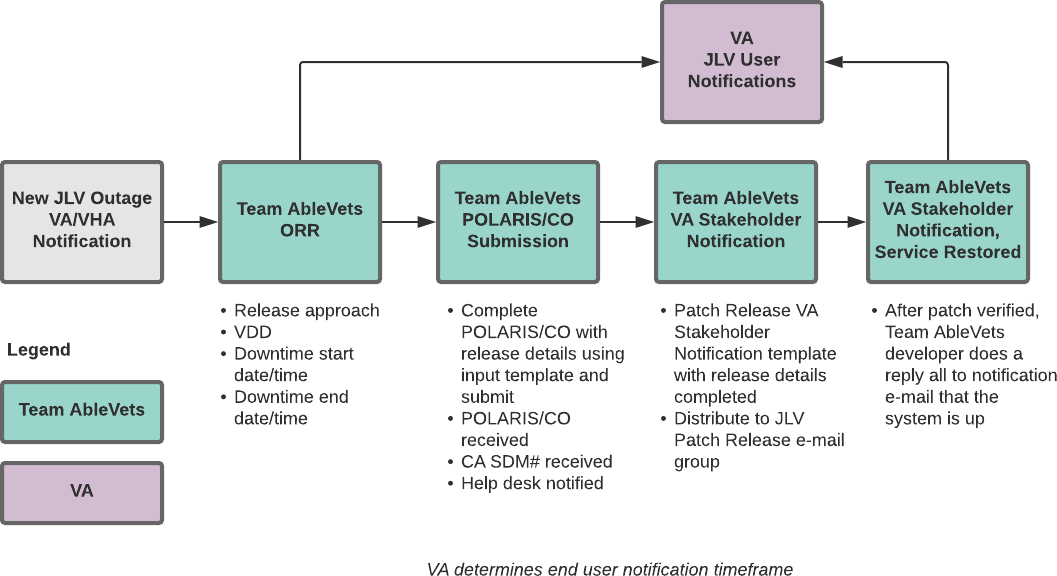 VA
JLV User
Notifications
New JLV Outage
VA/VHA
Notification
Team AbleVets
ORR
Team AbleVets
POLARIS/CO
Submission
Team AbleVets
VA Stakeholder
Notification
Team AbleVets
VA Stakeholder
Notification,
Service Restored
• Release approach
• VDD
• Downtime start
date/time
• Downtime end
date/time
• Complete
POLARIS/CO with
release details using
input template and
submit
• POLARIS/CO
received
• CA SDM# received
• Help desk notified
• Patch Release VA
Stakeholder
Notification template
with release details
completed
• Distribute to JLV
Patch Release e-mail
group
• After patch verified,
Team AbleVets
developer does a
reply all to notification
e-mail that the
system is up
Legend
Team AbleVets
VA
VA determines end user notification timeframe